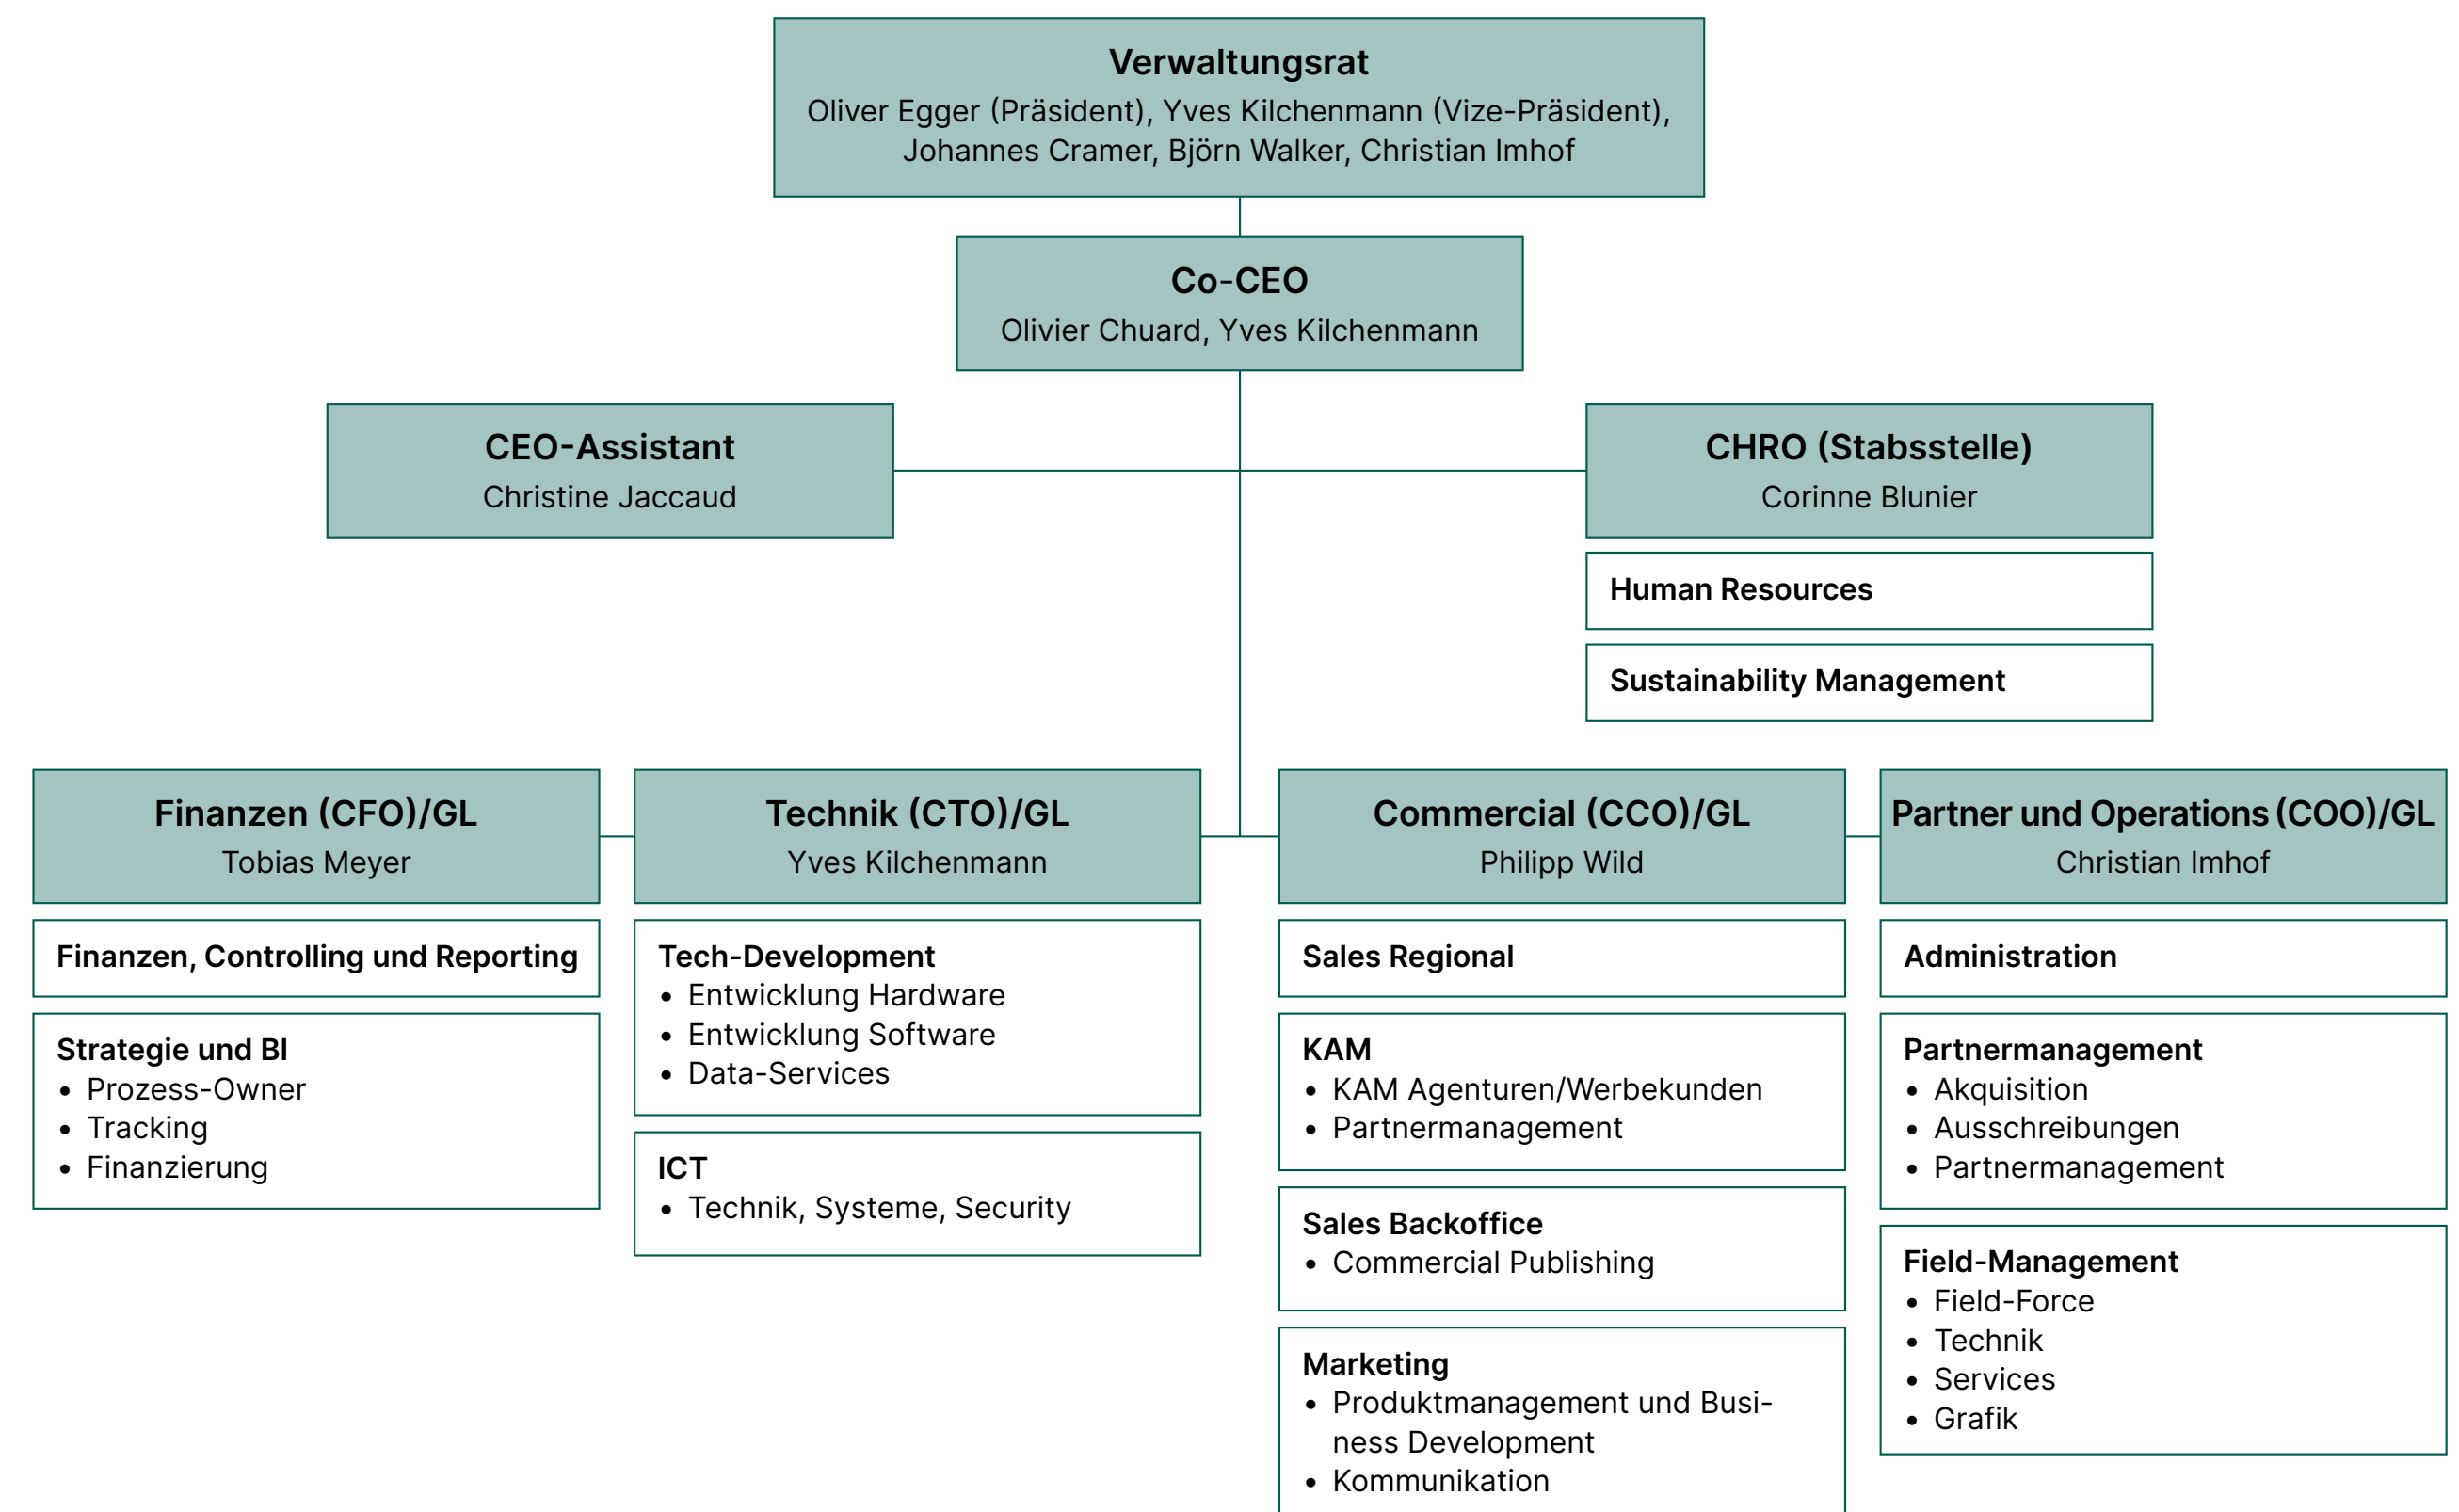 Verwaltungsrat
Oliver Egger (Präsident), Yves Kilchenmann (Vize-Präsident),
Johannes Cramer, Björn Walker, Christian Imhof
Co-CEO
Olivier Chuard, Yves Kilchenmann
CEO-Assistant
Christine Jaccaud
CHRO (Stabsstelle)
Corinne Blunier
Human Resources
Sustainability Management
Finanzen (CFO)/GL
Tobias Meyer
Finanzen, Controlling und Reporting
Strategie und BI
• Prozess-Owner
• Tracking
• Finanzierung
Technik (CTO)/GL
Yves Kilchenmann
Tech-Development
• Entwicklung Hardware
• Entwicklung Software
• Data-Services
ICT
• Technik, Systeme, Security
Commercial (CCO)/GL
Philipp Wild
Sales Regional
KAM
• KAM Agenturen/Werbekunden
• Partnermanagement
Sales Backoffice
• Commercial Publishing
Marketing
• Produktmanagement und Busi-
ness Development
• Kommunikation
Partner und Operations (COO)/GL
Christian Imhof
Administration
Partnermanagement
• Akquisition
• Ausschreibungen
• Partnermanagement
Field-Management
• Field-Force
• Technik
• Services
• Grafik